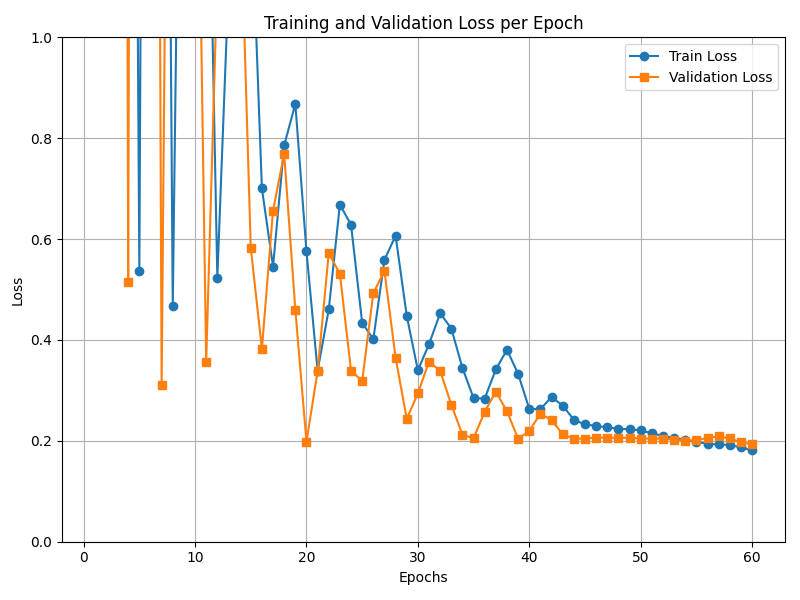 Training and Validation Loss per Epoch
Train Loss
Validation Loss
1.0
0.8
0.6
0.4
0.2
0.0
Loss
0 10 20 30 40 50 60
Epochs